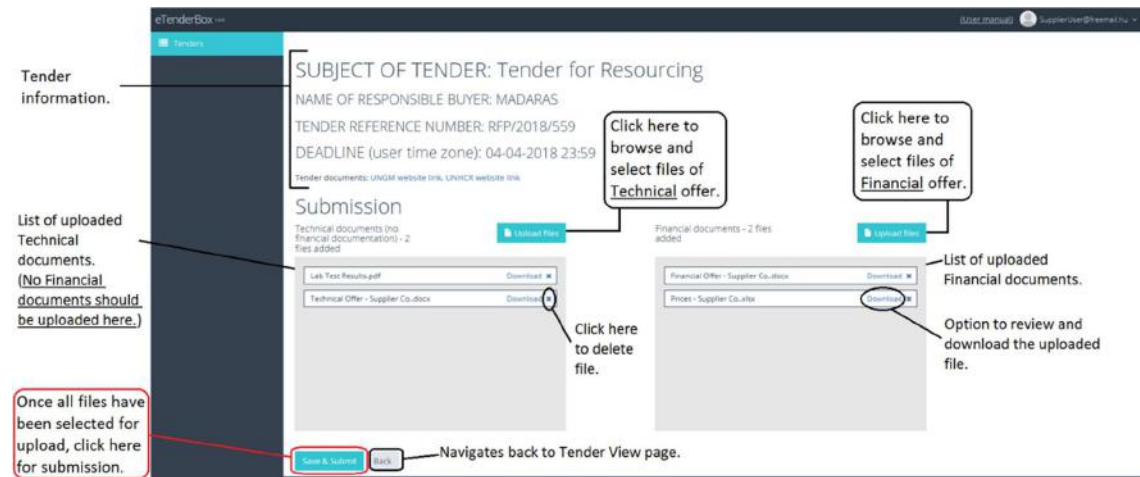 eTenderBox
(User manual)
SupplierUser@freemail.hu
Tenders
Tender
information.
SUBJECT OF TENDER: Tender for Resourcing
NAME OF RESPONSIBLE BUYER: MADARAS
TENDER REFERENCE NUMBER: RFP/2018/559
DEADLINE (user time zone): 04-04-2018 23:59
Tender documents: UNGM website link, UNHCR website link
Click here to
browse and
select files of
Technical offer.
Click here to
browse and
select files of
Financial offer.
Submission
Technical documents (no
financial documentation) - 2
files added
Upload files
Financial documents - 2 files
added
Upload files
List of uploaded
Technical
documents.
(No Financial
documents should
be uploaded here.)
Lab Test Results.pdf Download
Technical Offer - Supplier Co..docx Download
Click here
to delete
file.
Financial Offer - Supplier Co..docx Download
Prices - Supplier Co..xlsx Download
List of uploaded
Financial documents.
Option to review and
download the uploaded
file.
Once all files have
been selected for
upload, click here
for submission.
Save & Submit
Back
Navigates back to Tender View page.